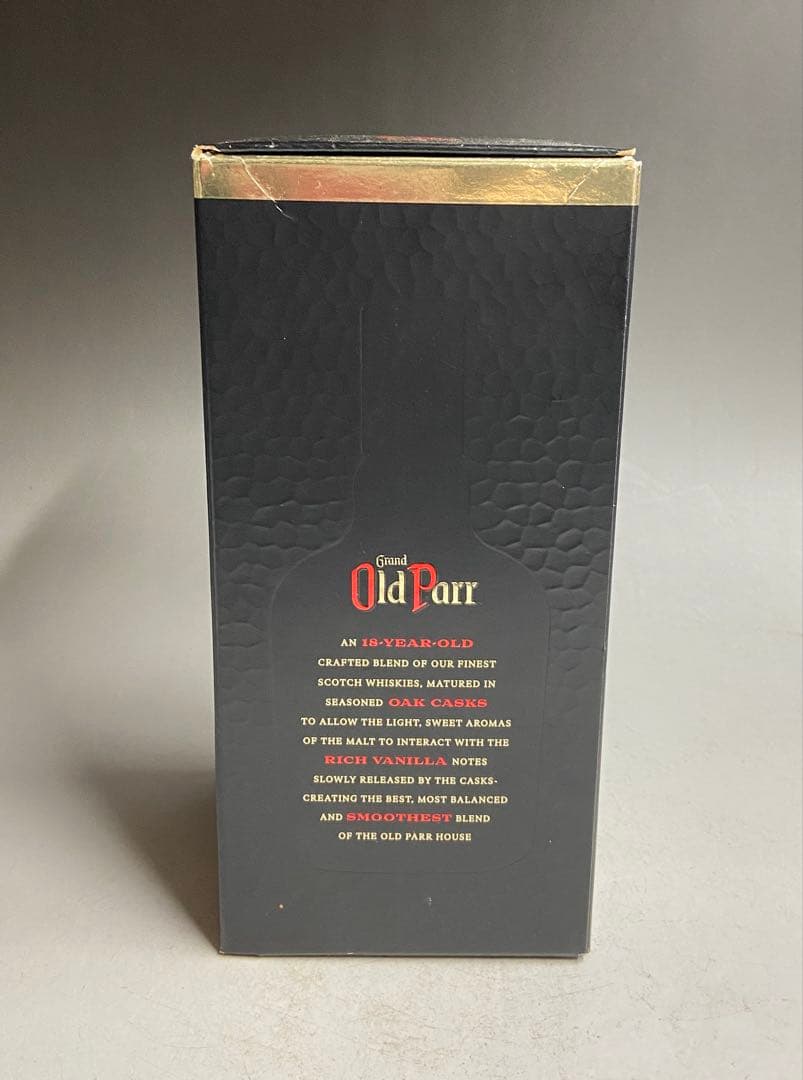 Grand
Old Parr
AN 18-YEAR-OLD
CRAFTED BLEND OF OUR FINEST
SCOTCH WHISKIES, MATURED IN
SEASONED OAK CASKS
TO ALLOW THE LIGHT, SWEET AROMAS
OF THE MALT TO INTERACT WITH THE
RICH VANILLA NOTES
SLOWLY RELEASED BY THE CASKS-
CREATING THE BEST, MOST BALANCED
AND SMOOTHEST BLEND
OF THE OLD PARR HOUSE